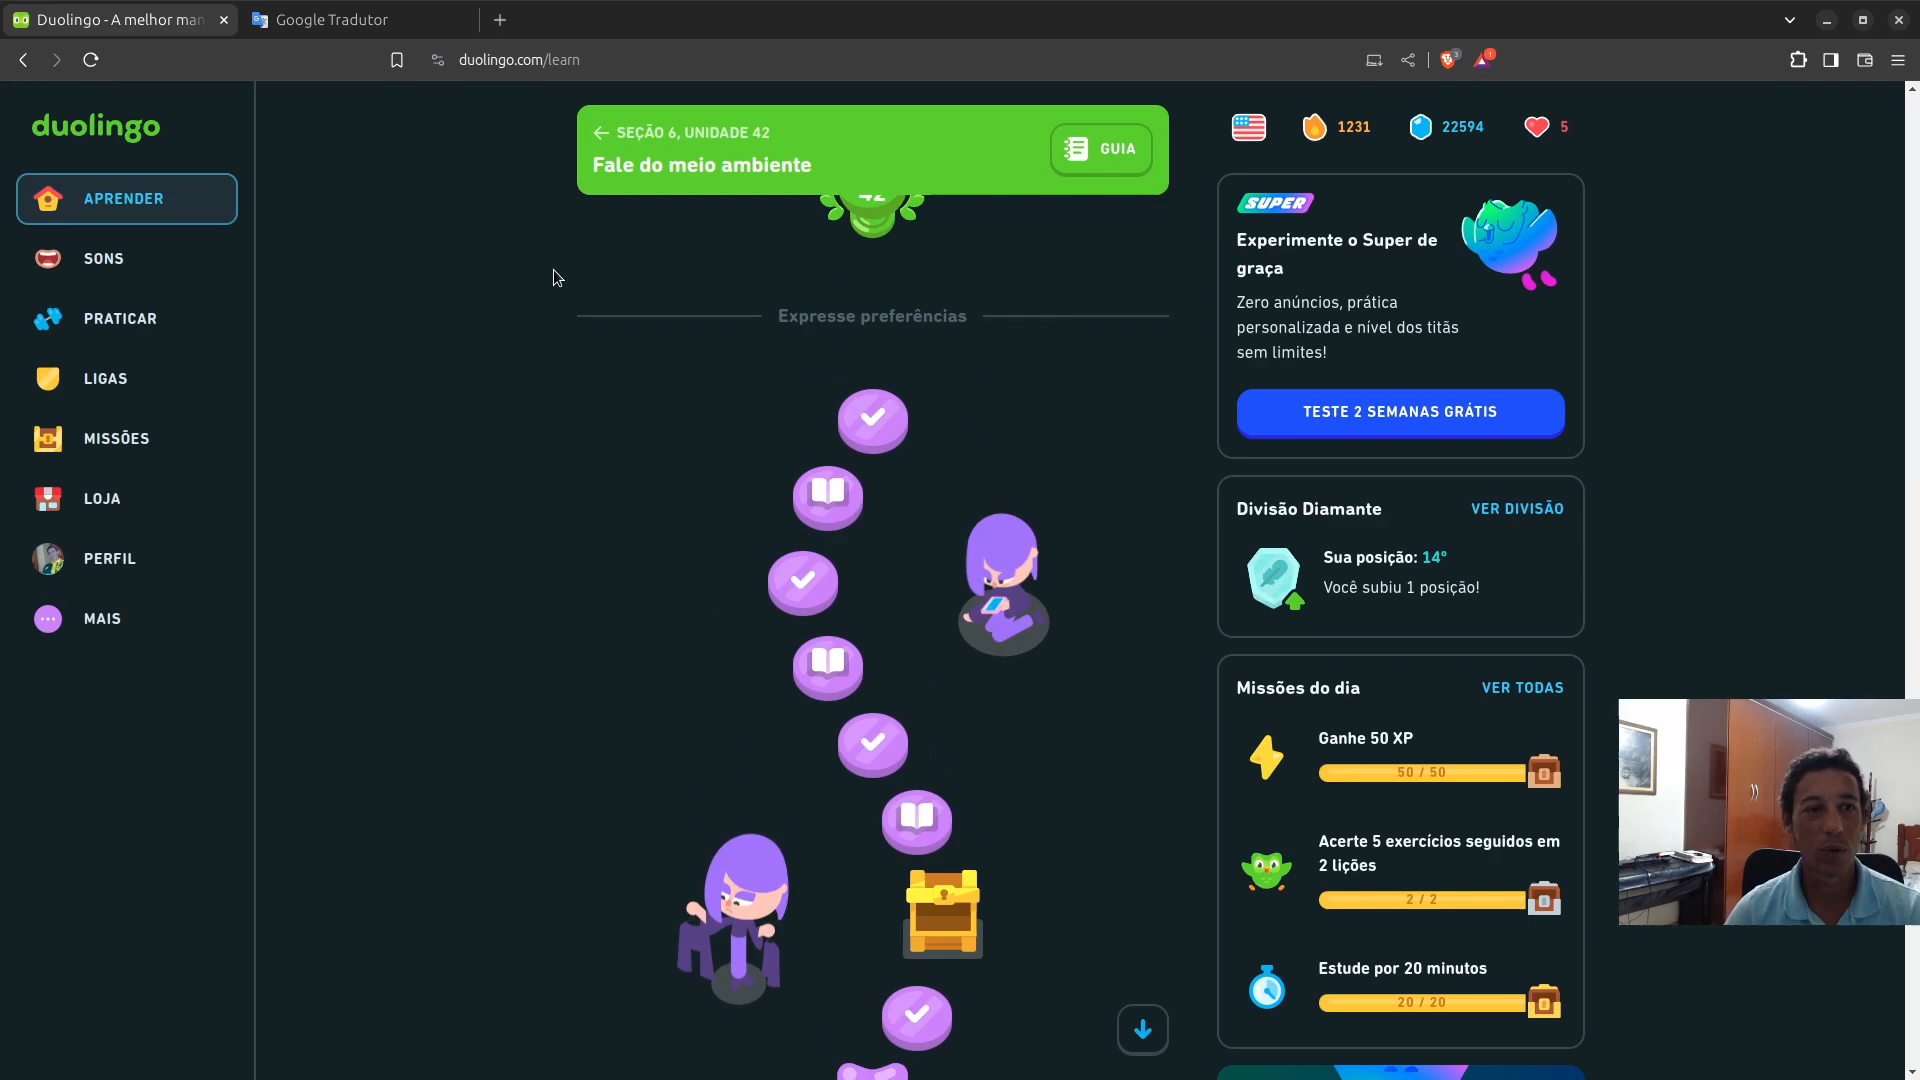 Duolingo - A melhor man
Google Tradutor
duolingo.com/learn
3
1
duolingo
APRENDER
SONS
PRATICAR
LIGAS
MISSÕES
LOJA
PERFIL
MAIS
SEÇÃO 6, UNIDADE 42
Fale do meio ambiente
GUIA
42
Expresse preferências
1231
22594
5
SUPER
Experimente o Super de
graça
Zero anúncios, prática
personalizada e nível dos titãs
sem limites!
TESTE 2 SEMANAS GRÁTIS
Divisão Diamante
VER DIVISÃO
Sua posição: 14º
Você subiu 1 posição!
Missões do dia
VER TODAS
Ganhe 50 XP
50 / 50
Acerte 5 exercícios seguidos em
2 lições
2 / 2
Estude por 20 minutos
20 / 20